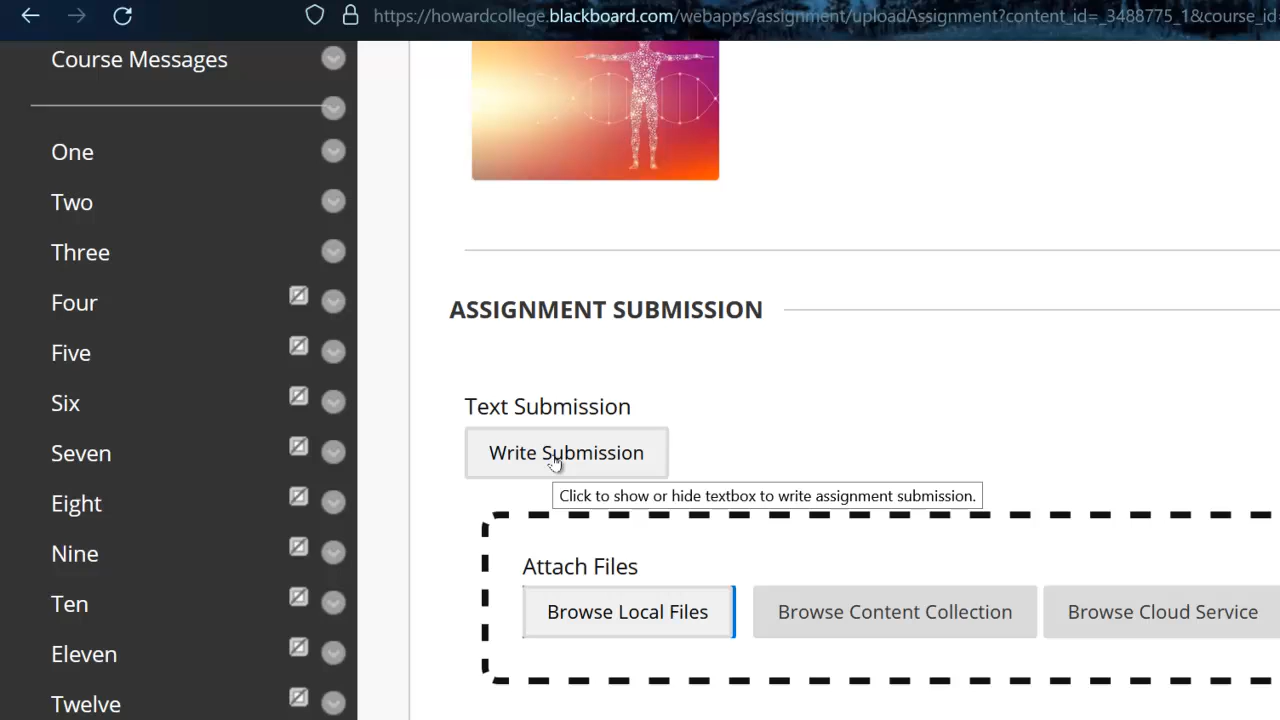 https://howardcollege.blackboard.com/webapps/assignment/uploadAssignment?content_id=_3488775_1&course_id=
Course Messages
One
Two
Three
Four
Five
Six
Seven
Eight
Nine
Ten
Eleven
Twelve
ASSIGNMENT SUBMISSION
Text Submission
Write Submission
Click to show or hide textbox to write assignment submission.
Attach Files
Browse Local Files
Browse Content Collection
Browse Cloud Service